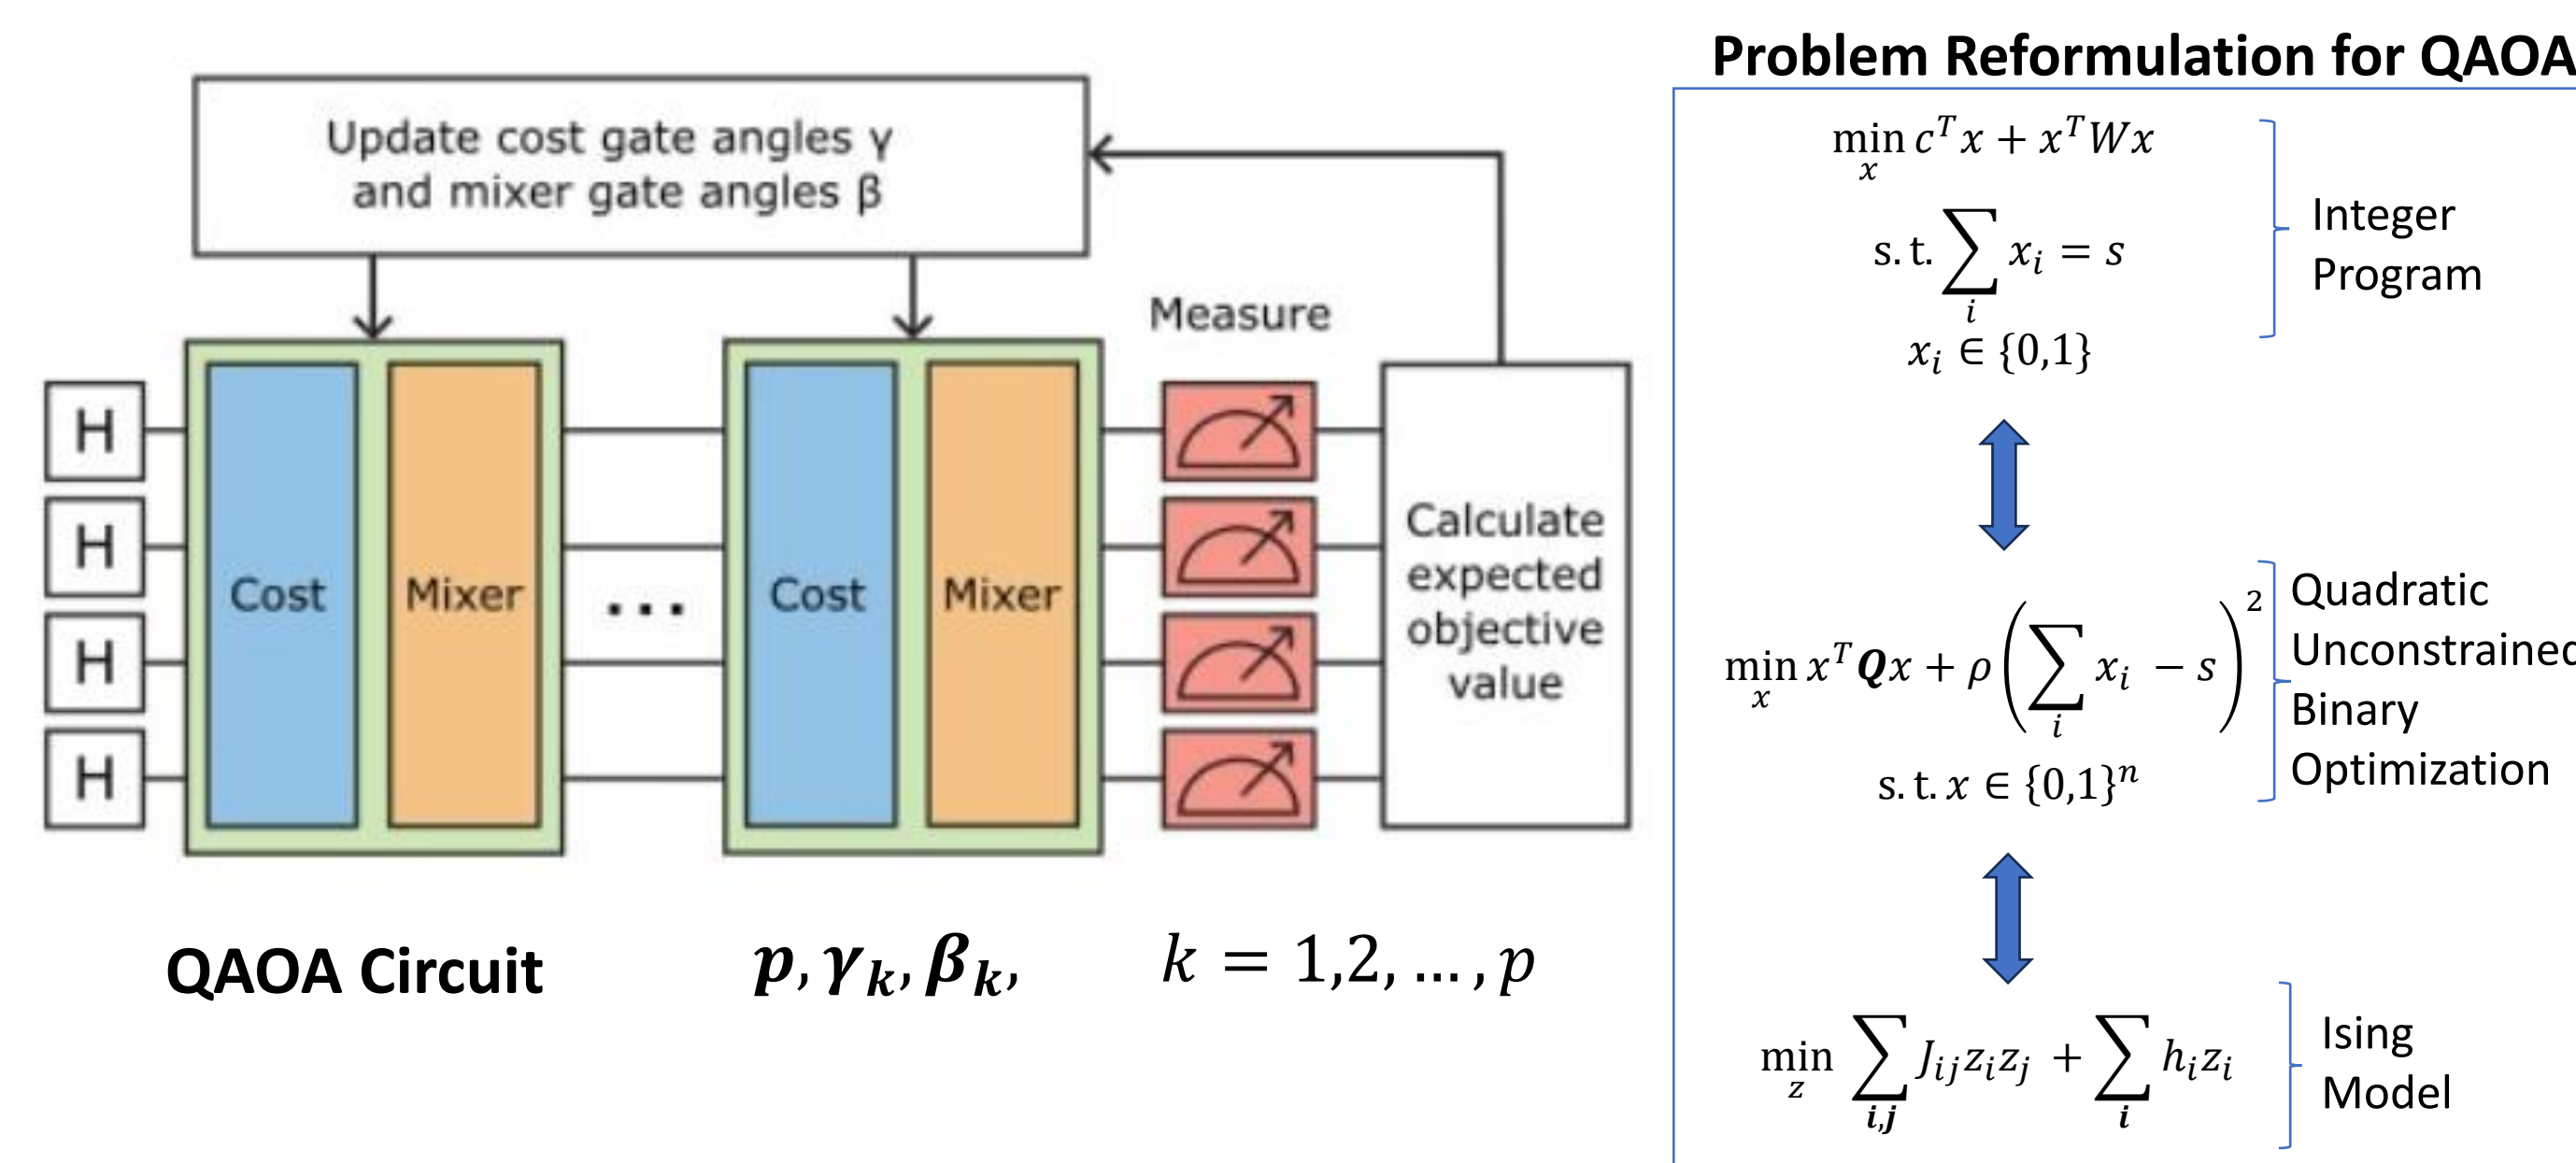 Update cost gate angles γ
and mixer gate angles β
Measure
H
H
H
H
Cost
Mixer
...
Cost
Mixer
Calculate
expected
objective
value
QAOA Circuit
p, γ_k, β_k, k = 1,2, … , p
Problem Reformulation for QAOA
min_x c^T x + x^T W x
s.t. ∑_i x_i = s
x_i ∈ {0,1}
Integer
Program
min_x x^T Q x + ρ(∑_i x_i − s)^2
s.t. x ∈ {0,1}^n
Quadratic
Unconstrained
Binary
Optimization
min_z ∑_{i,j} J_{ij} z_i z_j + ∑_i h_i z_i
Ising
Model